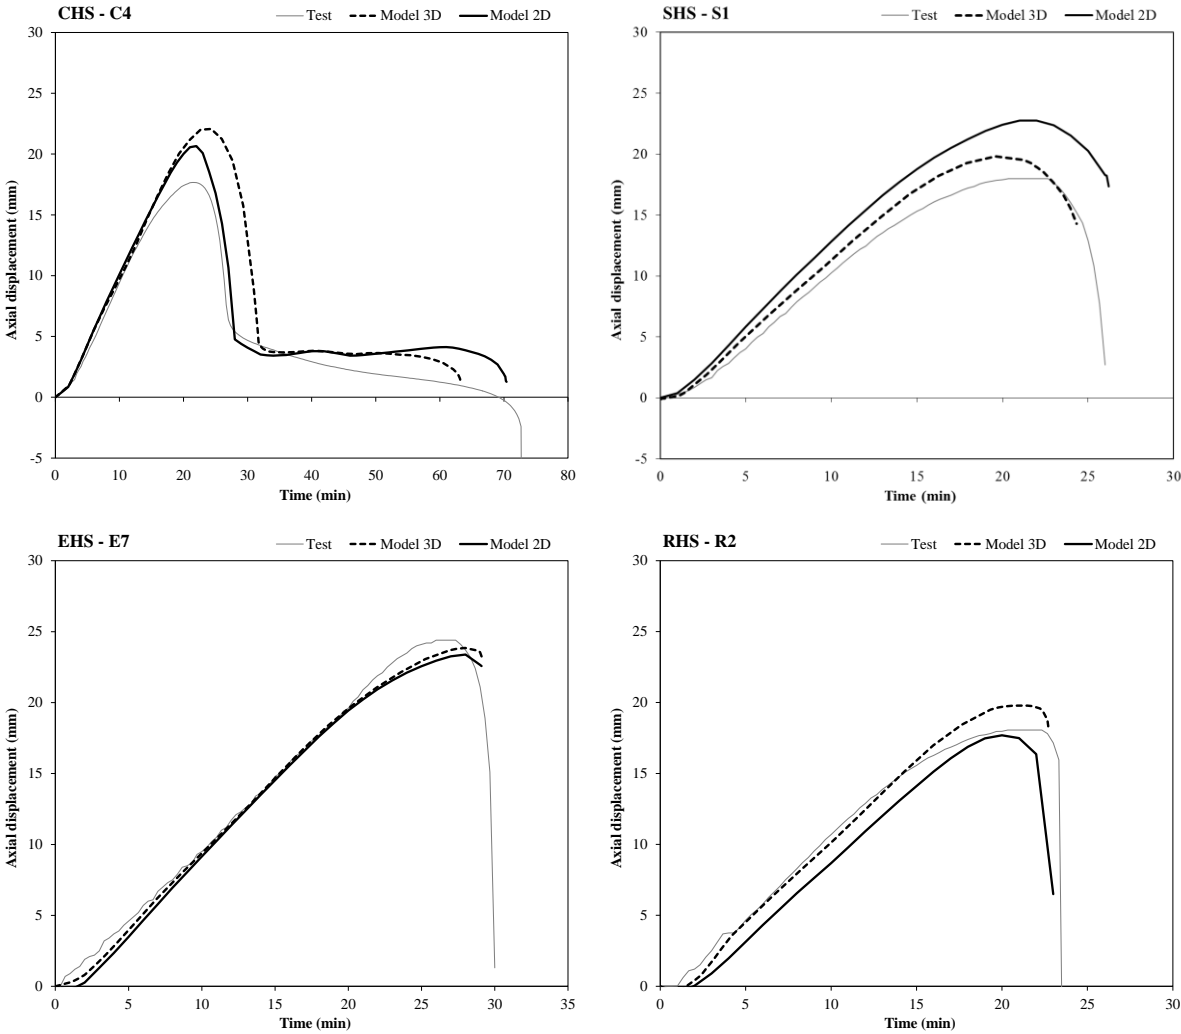 CHS - C4
Test Model 3D Model 2D
30
25
20
15
10
5
0
-5
0 10 20 30 40 50 60 70 80
Axial displacement (mm)
Time (min)
SHS - S1
Test Model 3D Model 2D
30
25
20
15
10
5
0
-5
0 5 10 15 20 25 30
Axial displacement (mm)
Time (min)
EHS - E7
Test Model 3D Model 2D
30
25
20
15
10
5
0
0 5 10 15 20 25 30 35
Axial displacement (mm)
Time (min)
RHS - R2
Test Model 3D Model 2D
30
25
20
15
10
5
0
0 5 10 15 20 25 30
Axial displacement (mm)
Time (min)